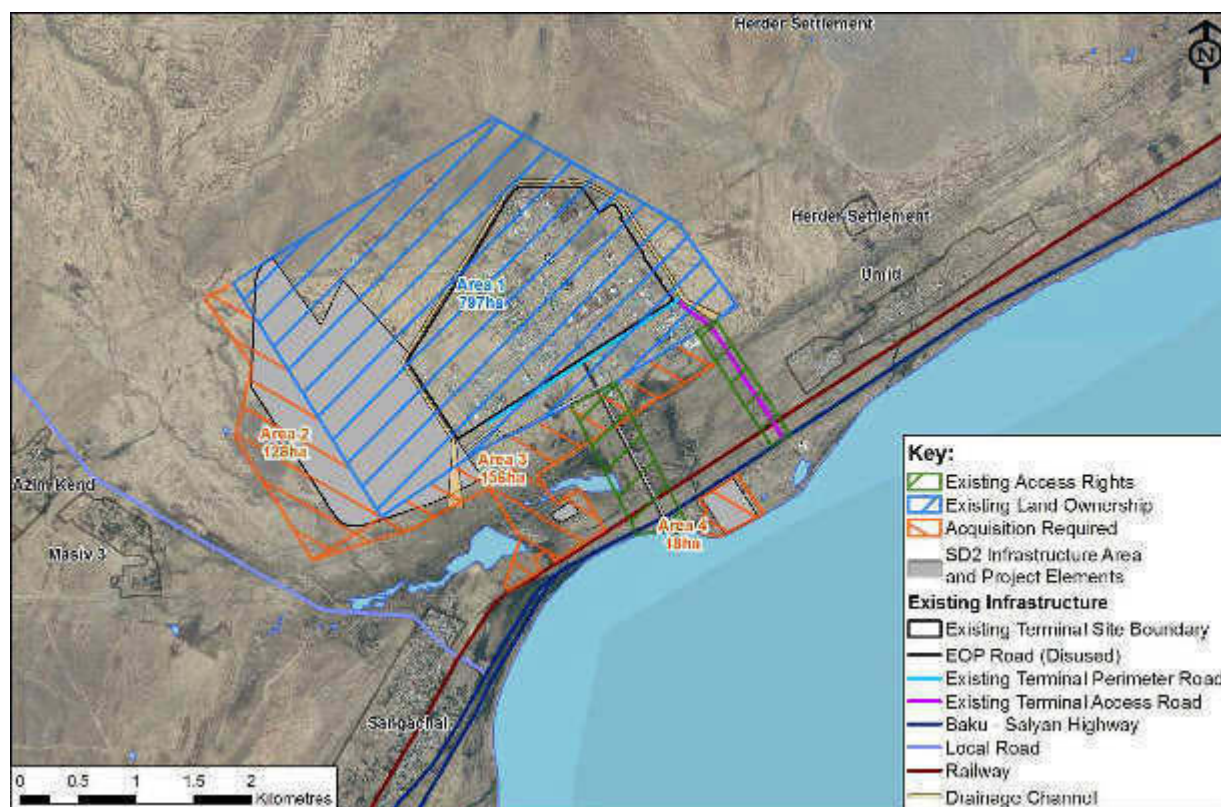 Herder Settlement
N
Herder Settlement
Umid
Area 1
797ha
Area 2
128ha
Area 3
156ha
Area 4
18ha
Azim Kend
Masiv 3
Sangachal
0 0.5 1 1.5 2
Kilometres
Key:
Existing Access Rights
Existing Land Ownership
Acquisition Required
SD2 Infrastructure Area
and Project Elements
Existing Infrastructure
Existing Terminal Site Boundary
EOP Road (Disused)
Existing Terminal Perimeter Road
Existing Terminal Access Road
Baku - Salyan Highway
Local Road
Railway
Drainage Channel